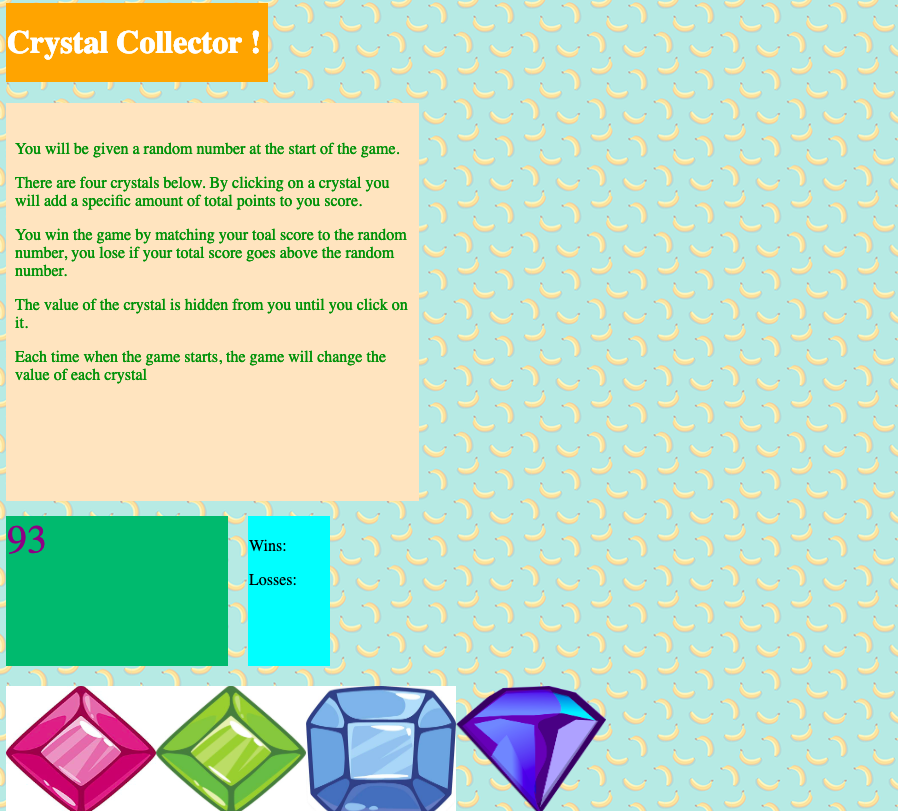 Crystal Collector !
You will be given a random number at the start of the game.
There are four crystals below. By clicking on a crystal you
will add a specific amount of total points to you score.
You win the game by matching your toal score to the random
number, you lose if your total score goes above the random
number.
The value of the crystal is hidden from you until you click on
it.
Each time when the game starts, the game will change the
value of each crystal
93
Wins:
Losses: